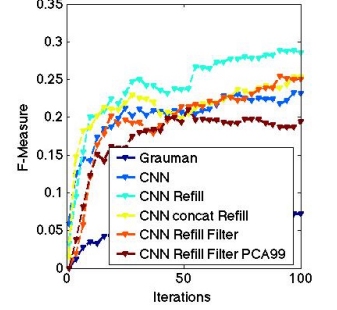 0.35
0.3
0.25
0.2
0.15
0.1
0.05
0
F-Measure
Grauman
CNN
CNN Refill
CNN concat Refill
CNN Refill Filter
CNN Refill Filter PCA99
0
50
100
Iterations